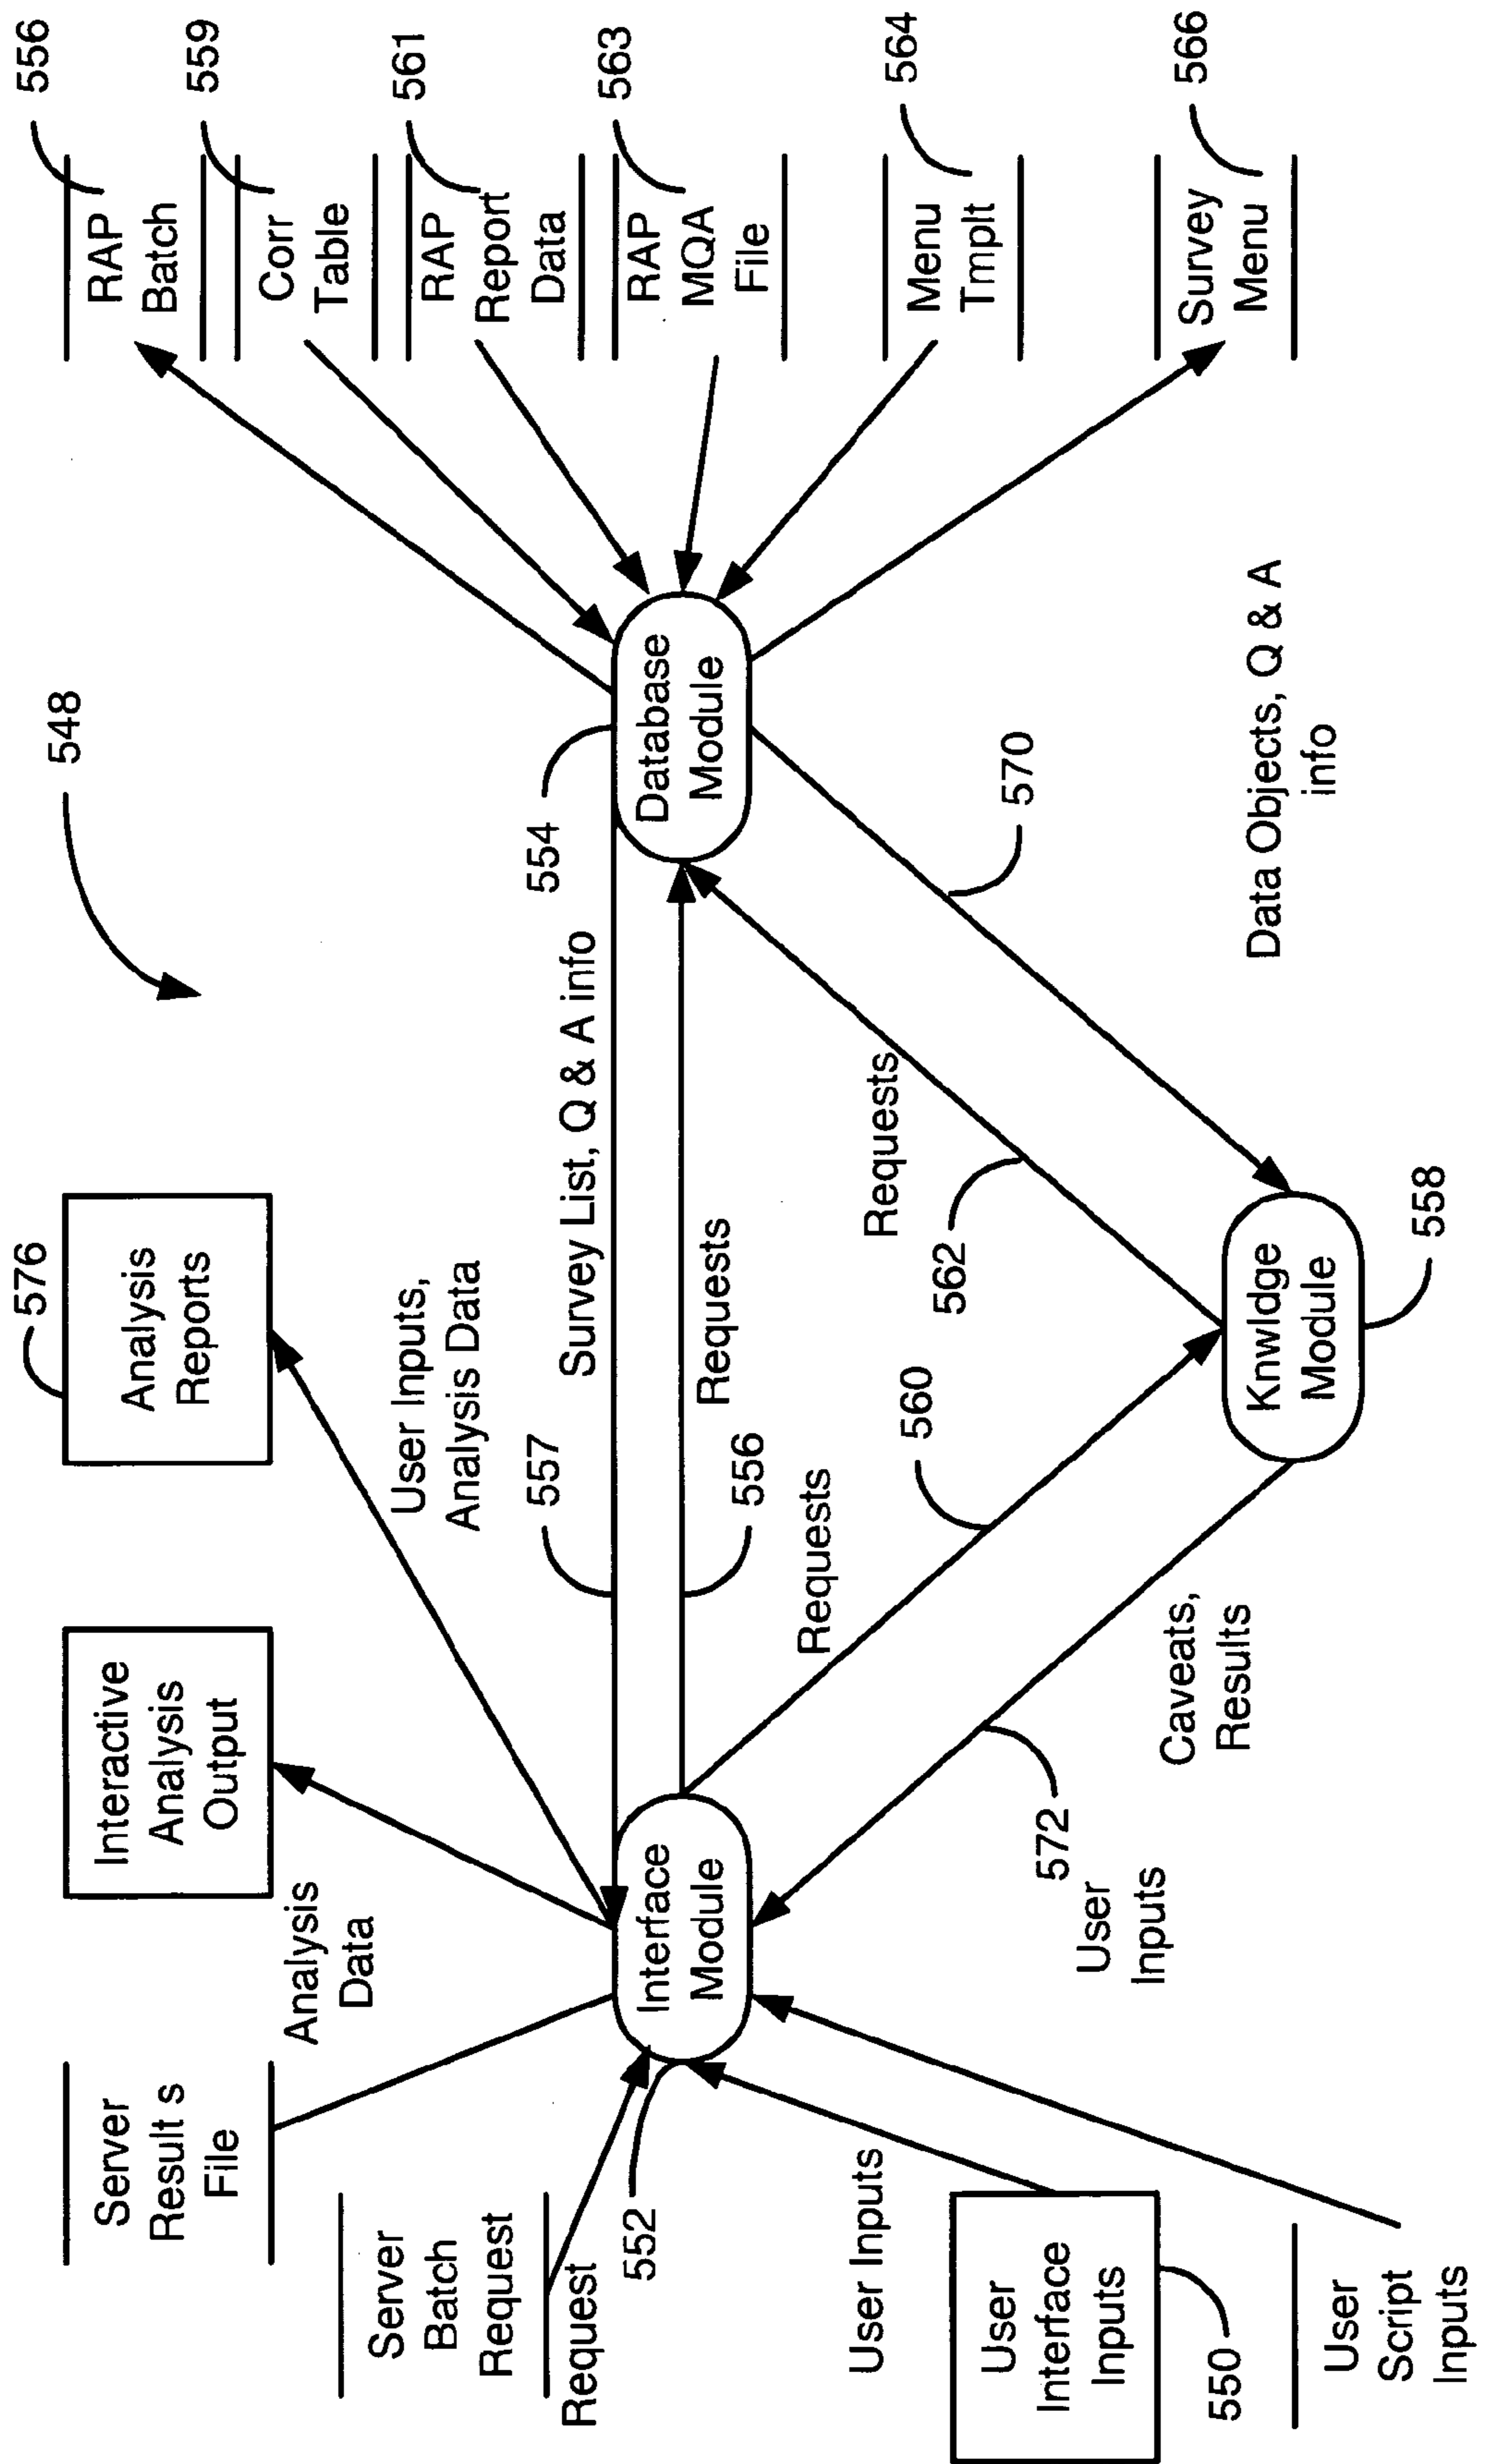 548
Server
Result s
File
Analysis
Data
Interactive
Analysis
Output
576
Analysis
Reports
User Inputs,
Analysis Data
Server
Batch
Request
Request
552
Interface
Module
557
Survey List, Q & A info
556
Requests
554
Database
Module
RAP
Batch
556
Corr
Table
559
RAP
Report
Data
561
RAP
MQA
File
563
Menu
Tmplt
564
Survey
Menu
566
User Inputs
User
Interface
Inputs
550
User
Script
Inputs
User
Inputs
572
Caveats,
Results
Requests
560
Requests
562
Knwldge
Module
558
570
Data Objects, Q & A
info